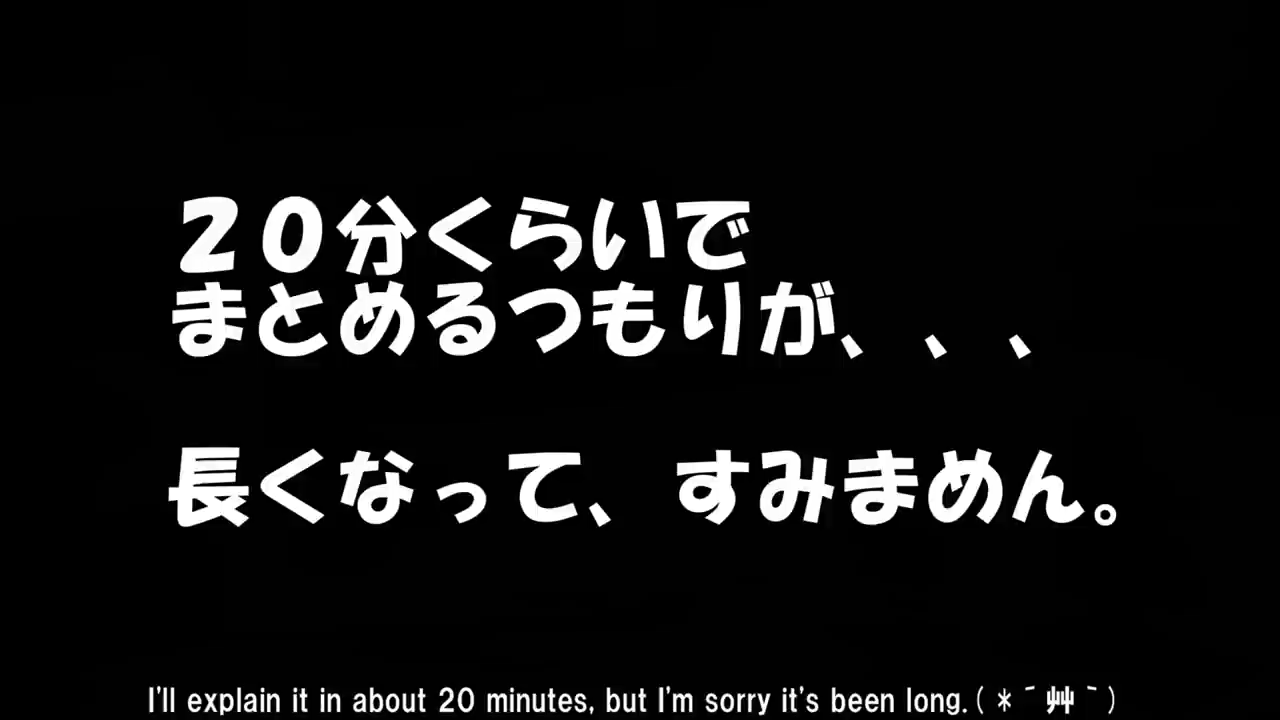 ２０分くらいで
まとめるつもりが、、、
長くなって、すみまめん。
I'll explain it in about 20 minutes, but I'm sorry it's been long.(＊´艸｀)